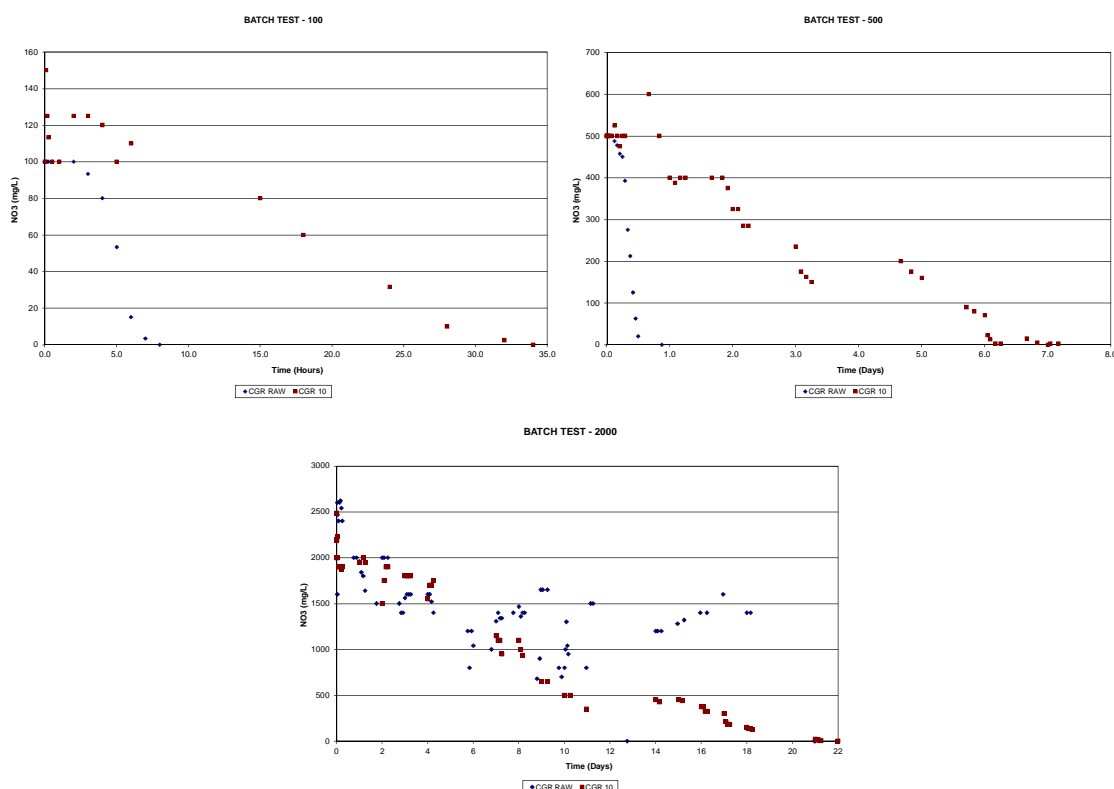 BATCH TEST - 100
160
140
120
100
80
60
40
20
0
NO3 (mg/L)
0.0 5.0 10.0 15.0 20.0 25.0 30.0 35.0
Time (Hours)
CGR RAW CGR 10
BATCH TEST - 500
700
600
500
400
300
200
100
0
NO3 (mg/L)
0.0 1.0 2.0 3.0 4.0 5.0 6.0 7.0 8.0
Time (Days)
CGR RAW CGR 10
BATCH TEST - 2000
3000
2500
2000
1500
1000
500
0
NO3 (mg/L)
0 2 4 6 8 10 12 14 16 18 20 22
Time (Days)
CGR RAW CGR 10